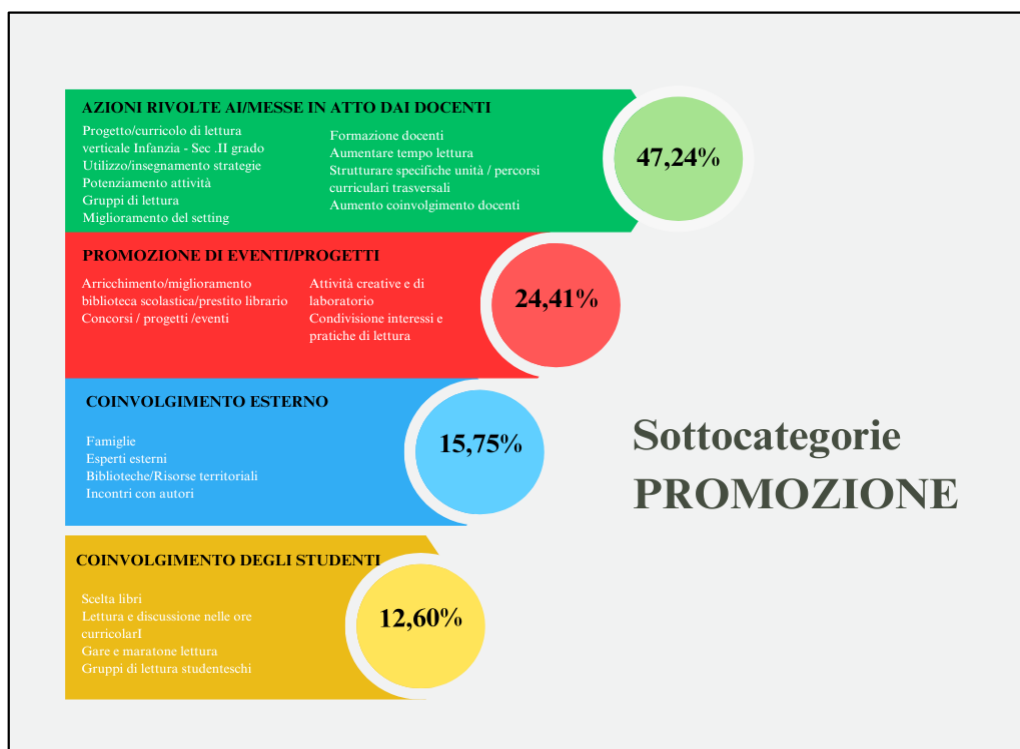 AZIONI RIVOLTE AI/MESSE IN ATTO DAI DOCENTI
Progetto/curricolo di lettura
verticale Infanzia - Sec .II grado
Utilizzo/insegnamento strategie
Potenziamento attività
Gruppi di lettura
Miglioramento del setting
Formazione docenti
Aumentare tempo lettura
Strutturare specifiche unità / percorsi
curriculari trasversali
Aumento coinvolgimento docenti
47,24%
PROMOZIONE DI EVENTI/PROGETTI
Arricchimento/miglioramento
biblioteca scolastica/prestito librario
Concorsi / progetti /eventi
Attività creative e di
laboratorio
Condivisione interessi e
pratiche di lettura
24,41%
COINVOLGIMENTO ESTERNO
Famiglie
Esperti esterni
Biblioteche/Risorse territoriali
Incontri con autori
15,75%
Sottocategorie
PROMOZIONE
COINVOLGIMENTO DEGLI STUDENTI
Scelta libri
Lettura e discussione nelle ore
curricolarI
Gare e maratone lettura
Gruppi di lettura studenteschi
12,60%